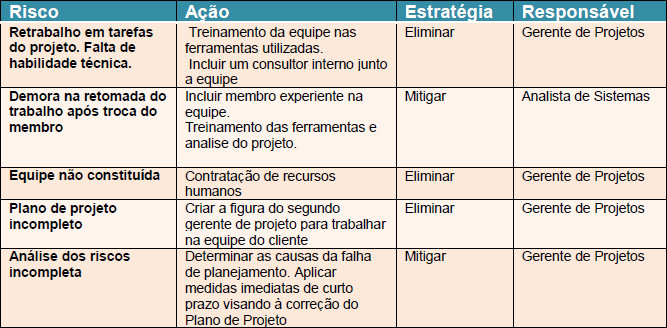 Risco Ação Estratégia Responsável
Retrabalho em tarefas Treinamento da equipe nas Eliminar Gerente de Projetos
do projeto. Falta de ferramentas utilizadas.
habilidade técnica. Incluir um consultor interno junto
a equipe
Demora na retomada do Incluir membro experiente na Mitigar Analista de Sistemas
trabalho após troca do equipe.
membro Treinamento das ferramentas e
analise do projeto.
Equipe não constituída Contratação de recursos Eliminar Gerente de Projetos
humanos
Plano de projeto Criar a figura do segundo Eliminar Gerente de Projetos
incompleto gerente de projeto para trabalhar
na equipe do cliente
Análise dos riscos Determinar as causas da falha Mitigar Gerente de Projetos
incompleta de planejamento. Aplicar
medidas imediatas de curto
prazo visando à correção do
Plano de Projeto